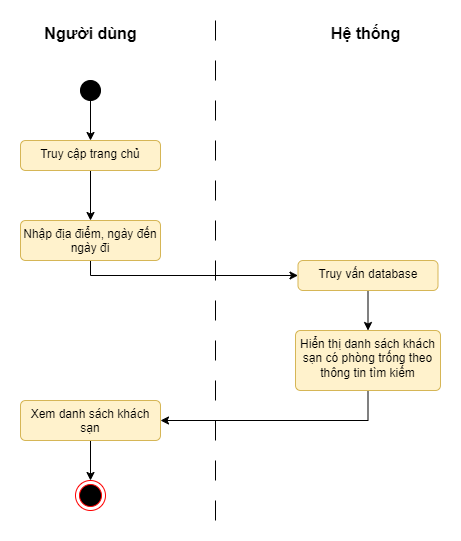 Người dùng
Hệ thống
Truy cập trang chủ
Nhập địa điểm, ngày đến
ngày đi
Truy vấn database
Hiển thị danh sách khách
sạn có phòng trống theo
thông tin tìm kiếm
Xem danh sách khách
sạn